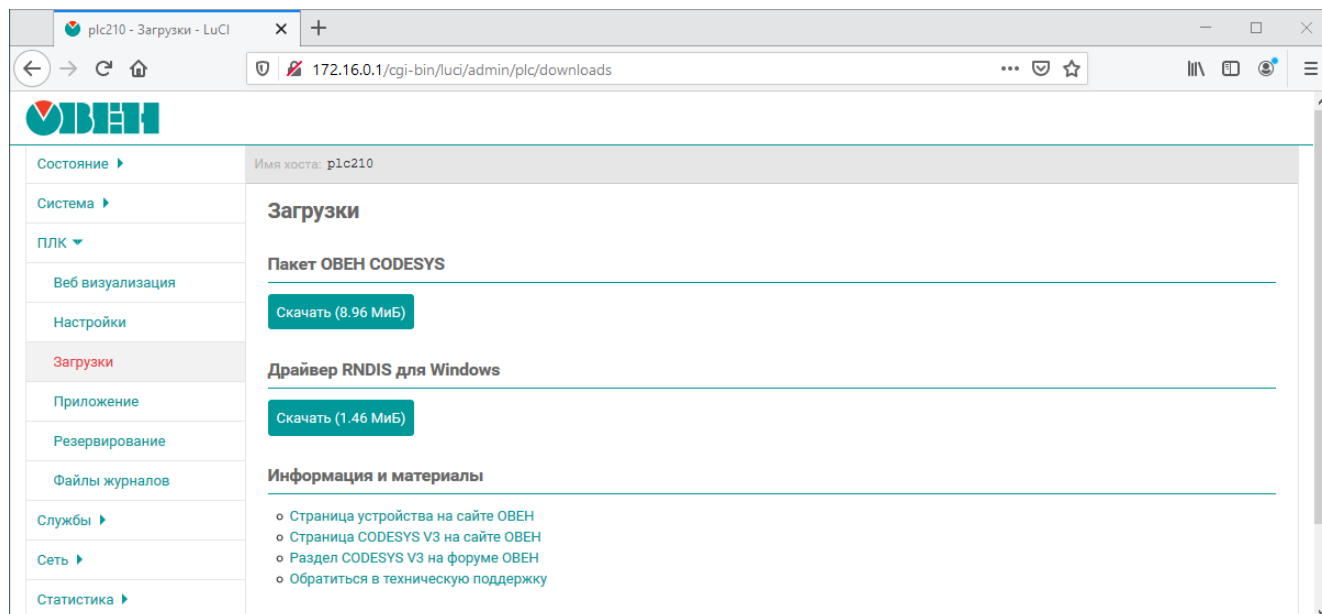 plc210 - Загрузки - LuCI
172.16.0.1/cgi-bin/luci/admin/plc/downloads
ОВЕН
Состояние
Система
ПЛК
Веб визуализация
Настройки
Загрузки
Приложение
Резервирование
Файлы журналов
Службы
Сеть
Статистика
Имя хоста: plc210
Загрузки
Пакет ОВЕН CODESYS
Скачать (8.96 МиБ)
Драйвер RNDIS для Windows
Скачать (1.46 МиБ)
Информация и материалы
Страница устройства на сайте ОВЕН
Страница CODESYS V3 на сайте ОВЕН
Раздел CODESYS V3 на форуме ОВЕН
Обратиться в техническую поддержку